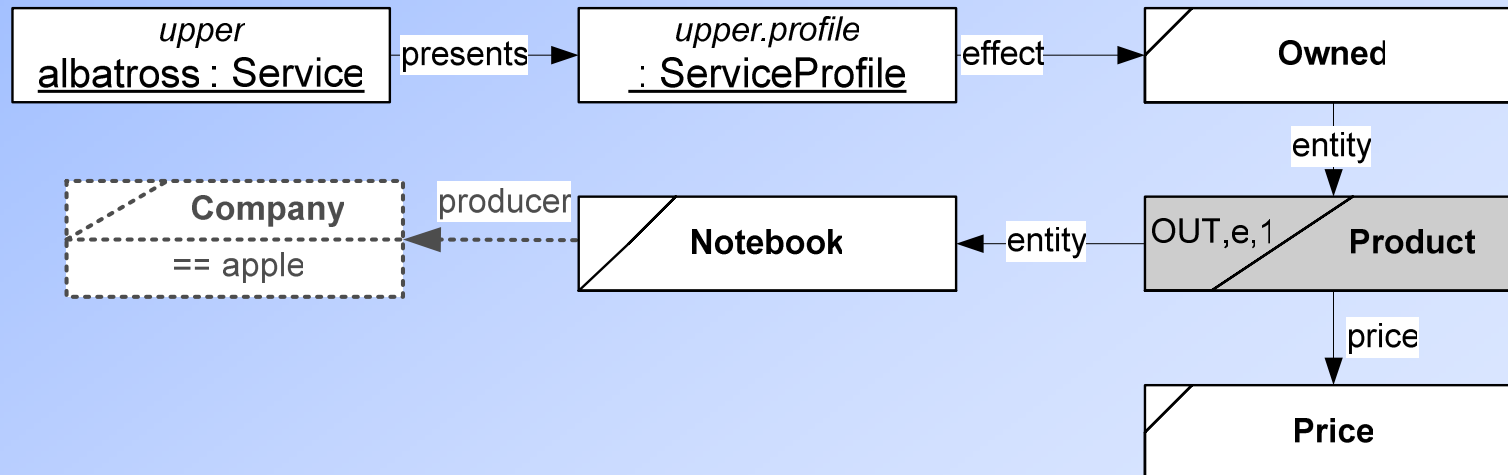 upper
albatross : Service
presents
upper.profile
: ServiceProfile
effect
Owned
entity
Company
== apple
producer
Notebook
entity
OUT,e,1
Product
price
Price